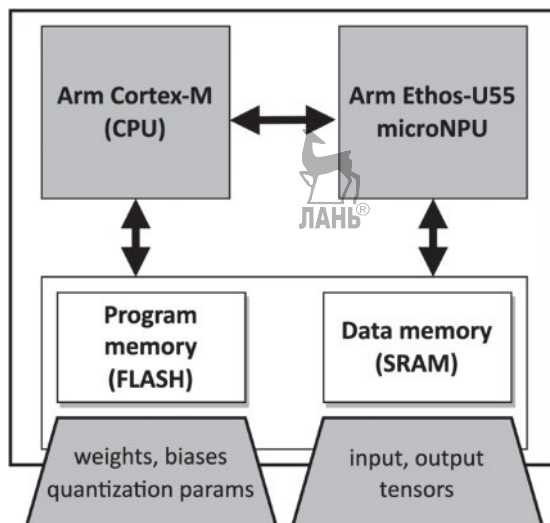 Arm Cortex-M
(CPU)
Arm Ethos-U55
microNPU
ЛАНЬ®
Program
memory
(FLASH)
Data memory
(SRAM)
weights, biases
quantization params
input, output
tensors